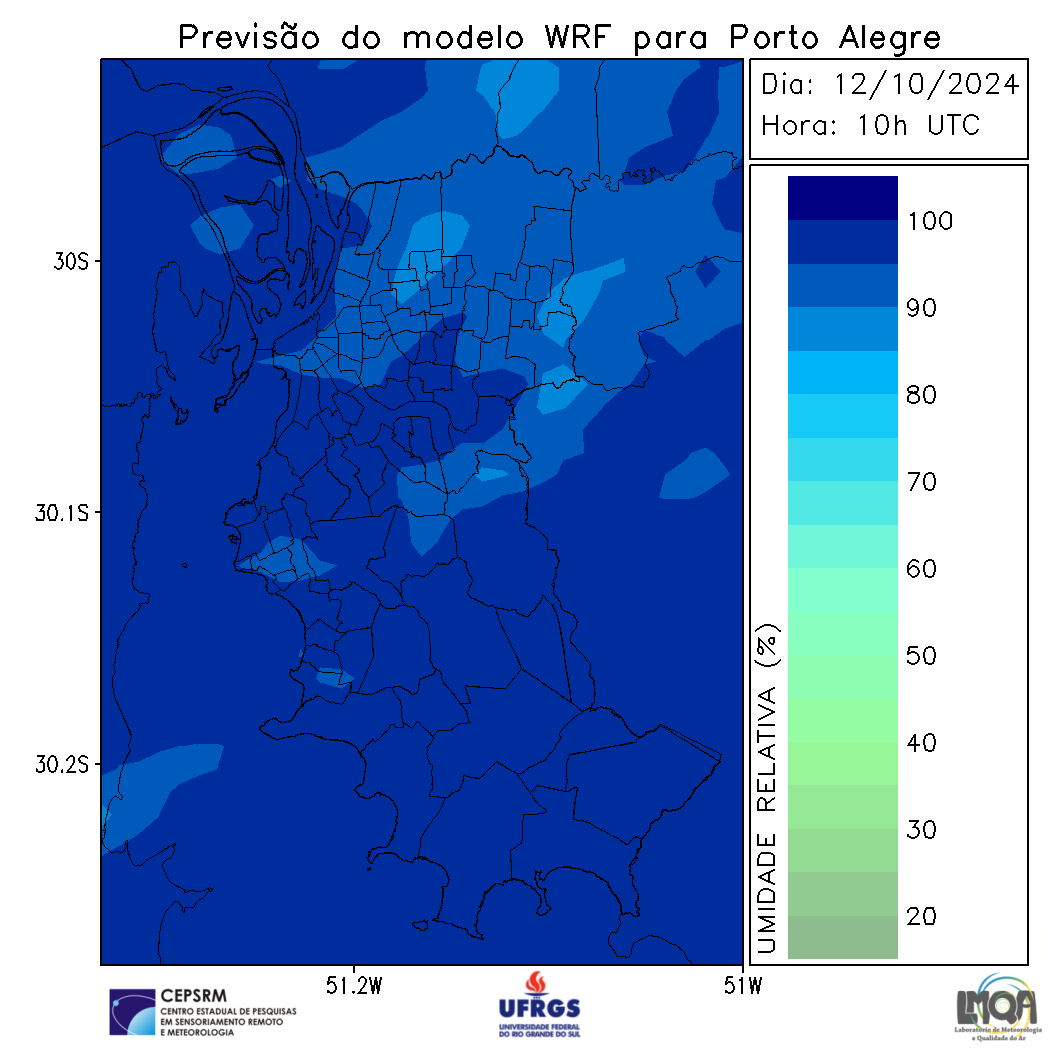 Previsão do modelo WRF para Porto Alegre
Dia: 12/10/2024
Hora: 10h UTC
100
90
80
70
60
50
40
30
20
UMIDADE RELATIVA (%)
30S
30.1S
30.2S
51.2W
51W
CEPSRM
CENTRO ESTADUAL DE PESQUISAS
EM SENSORIAMENTO REMOTO
E METEOROLOGIA
UFRGS
UNIVERSIDADE FEDERAL
DO RIO GRANDE DO SUL
LMQA
Laboratório de Meteorologia
e Qualidade do Ar